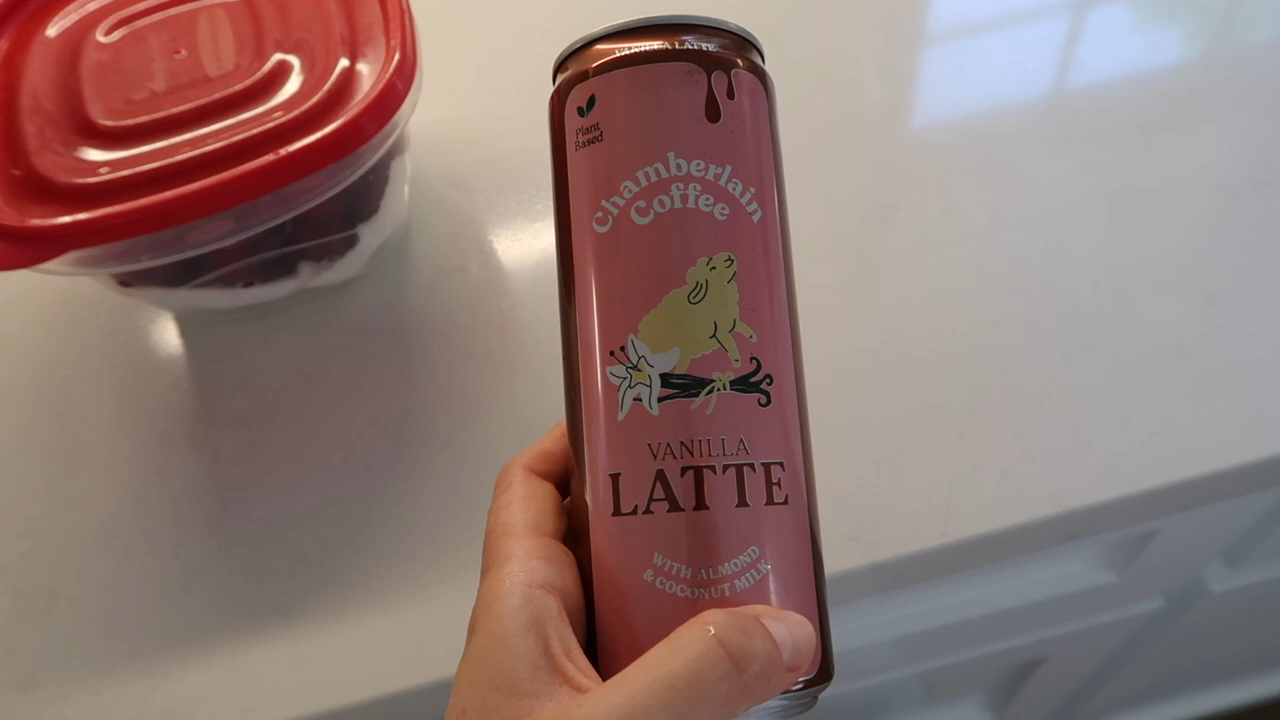 VANILLA LATTE
Plant
Based
Chamberlain
Coffee
VANILLA
LATTE
WITH ALMOND
& COCONUT MILK